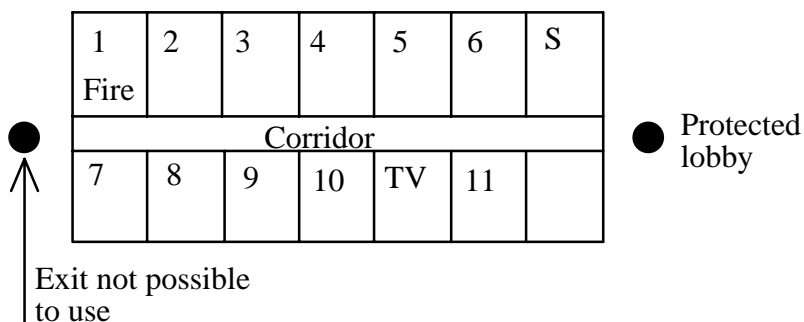 1 2 3 4 5 6 S
Fire
Corridor
Protected
lobby
7 8 9 10 TV 11
Exit not possible
to use